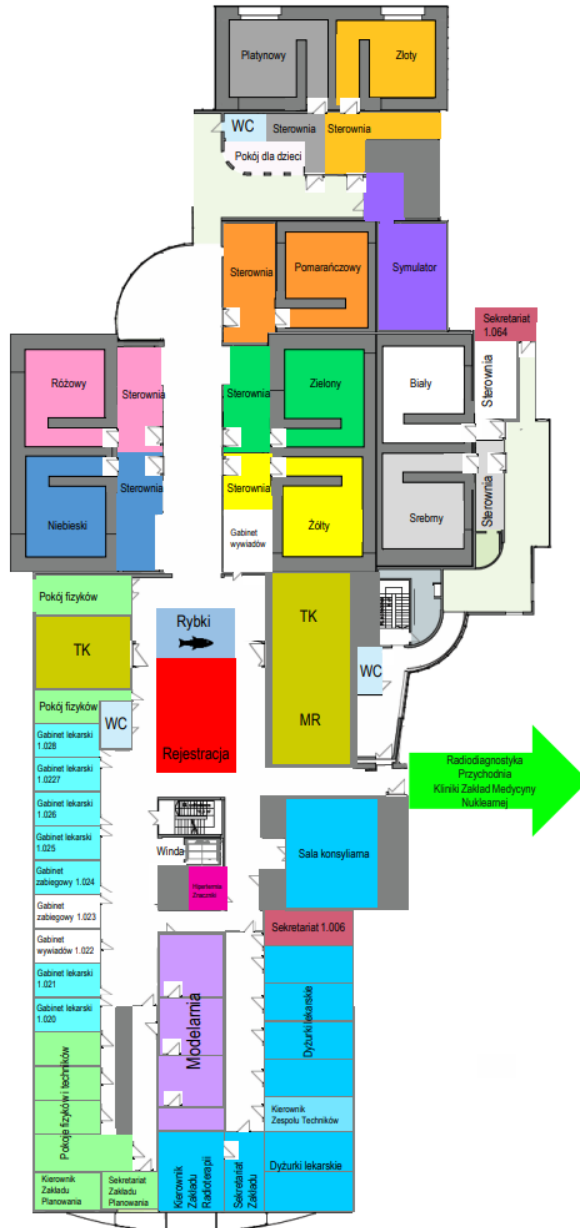 Platynowy
Złoty
WC
Sterownia
Sterownia
Pokój dla dzieci
Sterownia
Pomarańczowy
Symulator
Sekretariat
1.064
Różowy
Sterownia
Sterownia
Zielony
Biały
Sterownia
Niebieski
Sterownia
Sterownia
Żółty
Srebrny
Sterownia
Gabinet
wywiadów
Pokój fizyków
TK
Rybki
TK
WC
Pokój fizyków
WC
Rejestracja
MR
Gabinet lekarski
1.028
Gabinet lekarski
1.0227
Gabinet lekarski
1.026
Gabinet lekarski
1.025
Gabinet
zabiegowy 1.024
Gabinet
zabiegowy 1.023
Gabinet
wywiadów 1.022
Gabinet lekarski
1.021
Gabinet lekarski
1.020
Radiodiagnostyka
Przychodnia
Kliniki Zakład Medycyny
Nuklearnej
Winda
Sala konsyliarna
Sekretariat 1.006
Modelarnia
Dyżurki lekarskie
Pokoje fizyków i techników
Kierownik
Zespołu Techników
Kierownik
Zakładu
Planowania
Sekretariat
Zakładu
Planowania
Kierownik
Zakładu
Radioterapii
Sekretariat
Zakładu
Dyżurki lekarskie